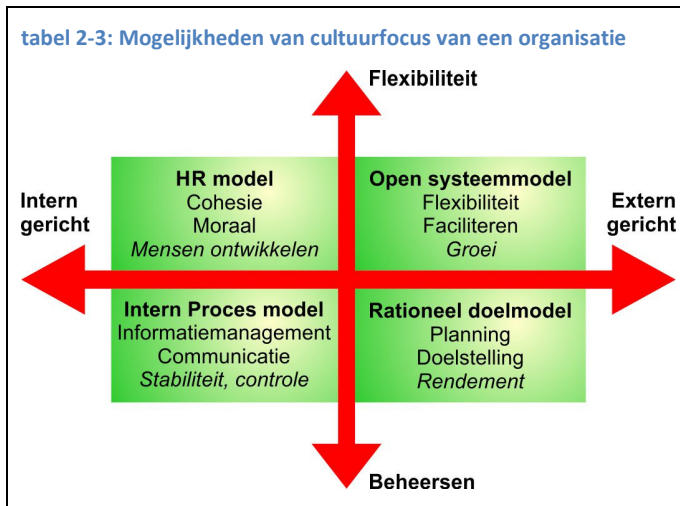 tabel 2-3: Mogelijkheden van cultuurfocus van een organisatie
Flexibiliteit
Intern
gericht
HR model
Cohesie
Moraal
Mensen ontwikkelen
Open systeemmodel
Flexibiliteit
Faciliteren
Groei
Extern
gericht
Intern Proces model
Informatiemanagement
Communicatie
Stabiliteit, controle
Rationeel doelmodel
Planning
Doelstelling
Rendement
Beheersen